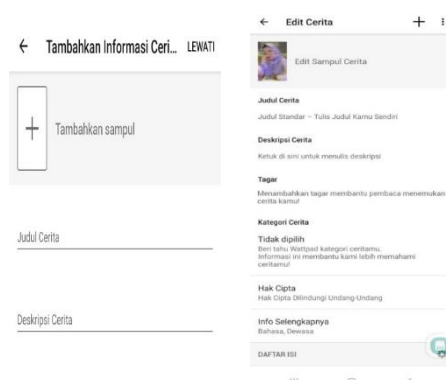 Tambahkan Informasi Ceri... LEWATI
Tambahkan sampul
Judul Cerita
Deskripsi Cerita
Edit Cerita
Edit Sampul Cerita
Judul Cerita
Judul Standar – Tulis Judul Kamu Sendiri
Deskripsi Cerita
Ketuk di sini untuk menulis deskripsi
Tagar
Menambahkan tagar membantu pembaca menemukan
cerita kamu!
Kategori Cerita
Tidak dipilih
Beri tahu Wattpad kategori ceritamu.
Informasi ini membantu kami lebih memahami
ceritamu!
Hak Cipta
Hak Cipta Dilindungi Undang-Undang
Info Selengkapnya
Bahasa, Dewasa
DAFTAR ISI